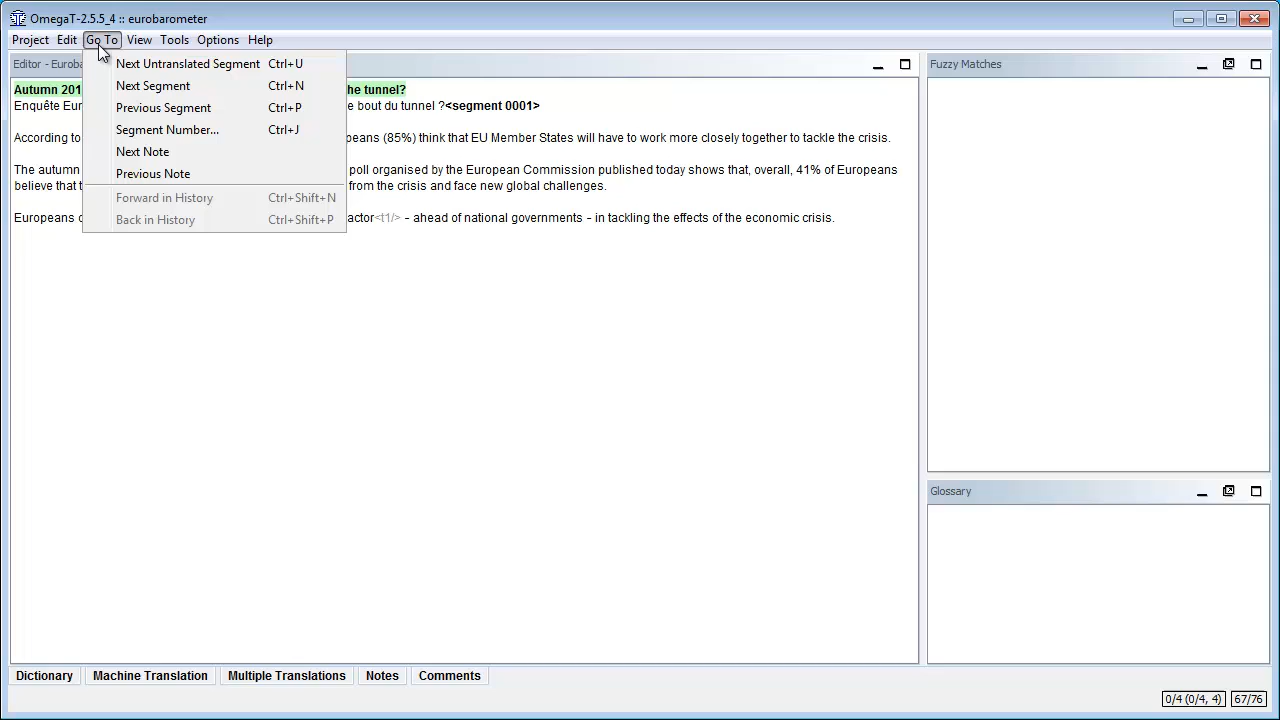 OmegaT-2.5.5_4 :: eurobarometer
Project Edit Go To View Tools Options Help
Editor - Euroba
Fuzzy Matches
Next Untranslated Segment Ctrl+U
Next Segment Ctrl+N
Previous Segment Ctrl+P
Segment Number... Ctrl+J
Next Note
Previous Note
Forward in History Ctrl+Shift+N
Back in History Ctrl+Shift+P
Autumn 201 he tunnel?
Enquête Eur e bout du tunnel ?<segment 0001>
According to peans (85%) think that EU Member States will have to work more closely together to tackle the crisis.
The autumn poll organised by the European Commission published today shows that, overall, 41% of Europeans
believe that t from the crisis and face new global challenges.
Europeans c actor<t1/> – ahead of national governments – in tackling the effects of the economic crisis.
Glossary
Dictionary Machine Translation Multiple Translations Notes Comments
0/4 (0/4, 4) 67/76